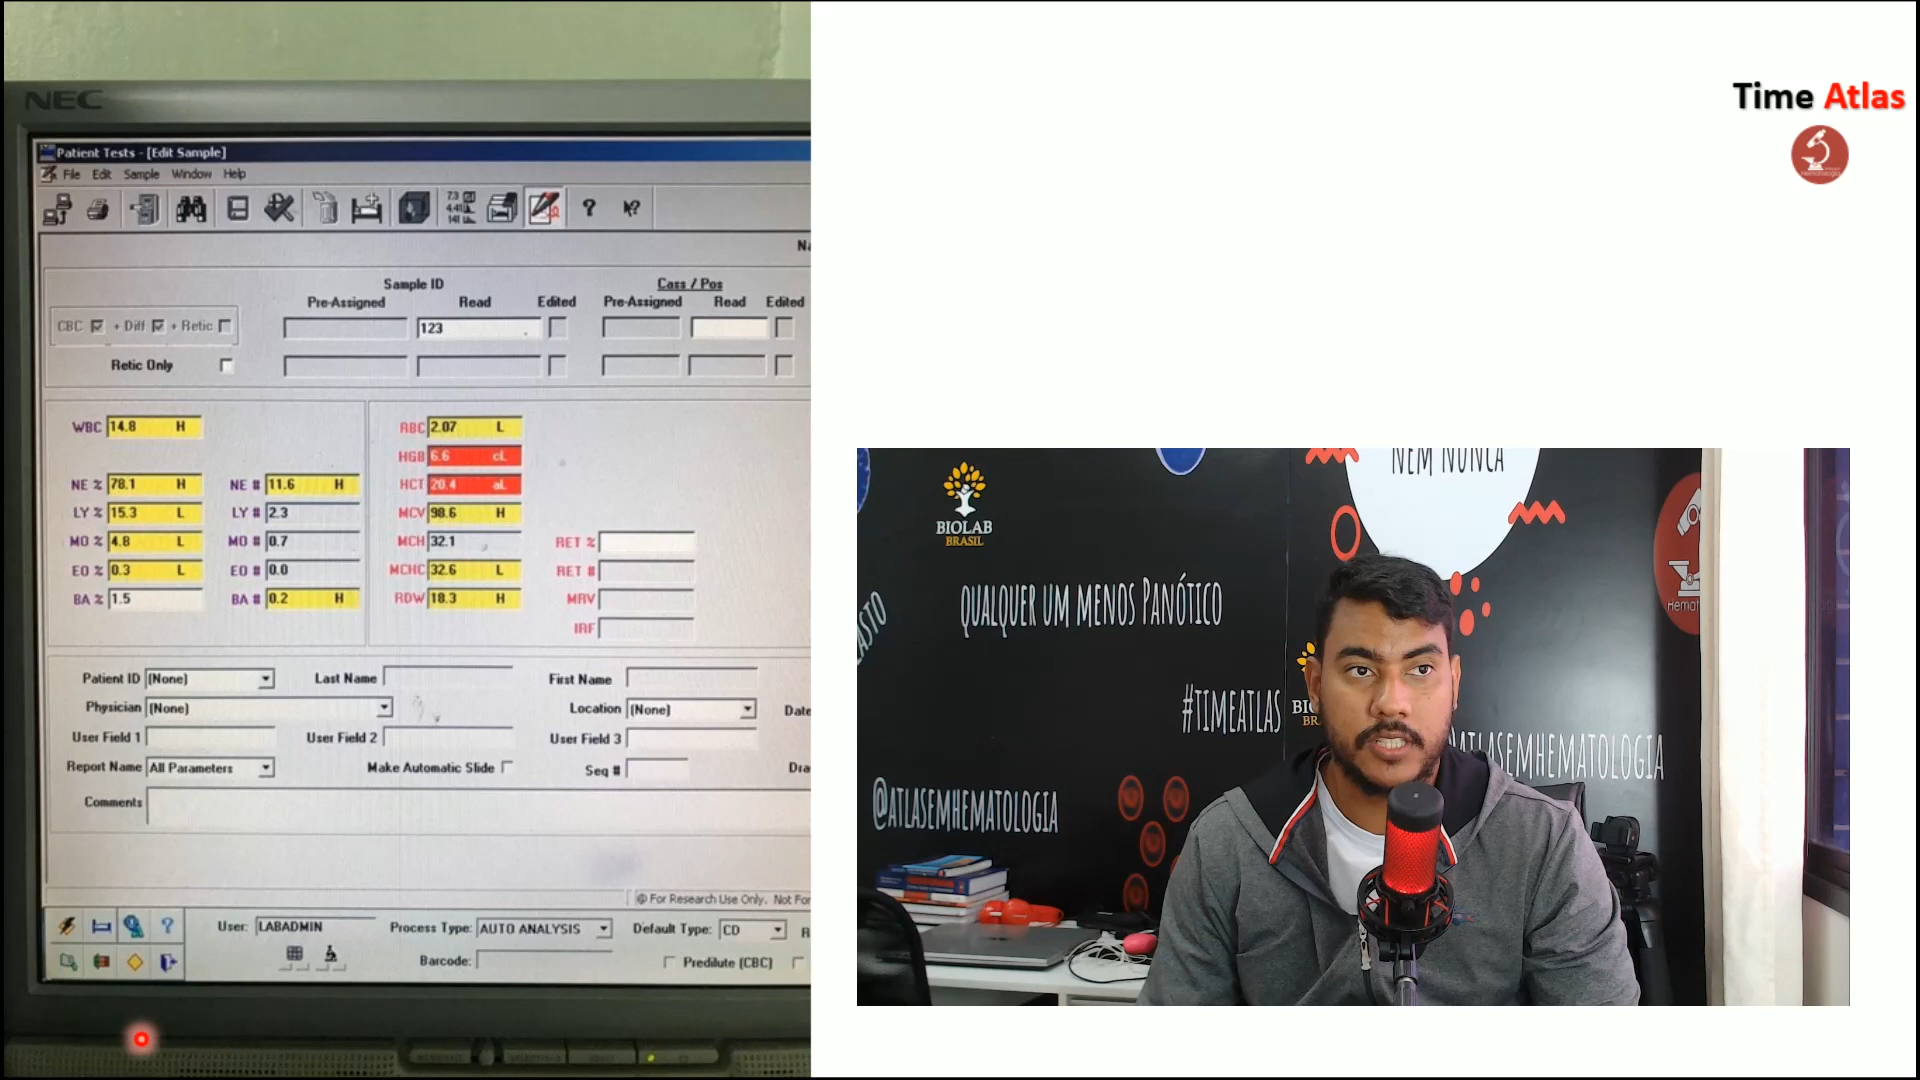 NEC
Patient Tests - [Edit Sample]
File Edit Sample Window Help
Sample ID
Cass / Pos
Pre-Assigned Read Edited Pre-Assigned Read Edited
CBC + Diff + Retic
123
Retic Only
WBC 14.8 H
RBC 2.07 L
HGB 6.6 cL
NE % 78.1 H NE # 11.6 H
HCT 20.4 aL
LY % 15.3 L LY # 2.3
MCV 98.6 H
MO % 4.8 L MO # 0.7
MCH 32.1
RET %
EO % 0.3 L EO # 0.0
MCHC 32.6 L
RET #
BA % 1.5 BA # 0.2 H
RDW 18.3 H
MRV
IRF
Patient ID (None) Last Name First Name
Physician (None) Location (None) Date
User Field 1 User Field 2 User Field 3
Report Name All Parameters Make Automatic Slide Seq # Dra
Comments
For Research Use Only. Not For
User: LABADMIN Process Type: AUTO ANALYSIS Default Type: CD R
Barcode: Predilute (CBC)
Time Atlas
NEM NUNCA
BIOLAB
BRASIL
QUALQUER UM MENOS PANÓTICO
#TIMEATLAS
@ATLASEMHEMATOLOGIA
ATLASEMHEMATOLOGIA